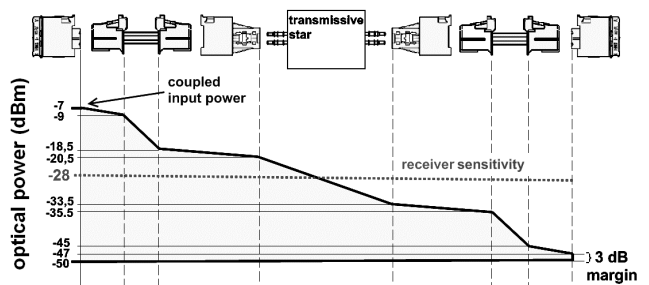 transmissive
star
coupled
input power
optical power (dBm)
-7
-9
-18,5
-20,5
-28
receiver sensitivity
-33,5
-35.5
-45
-47
-50
3 dB
margin